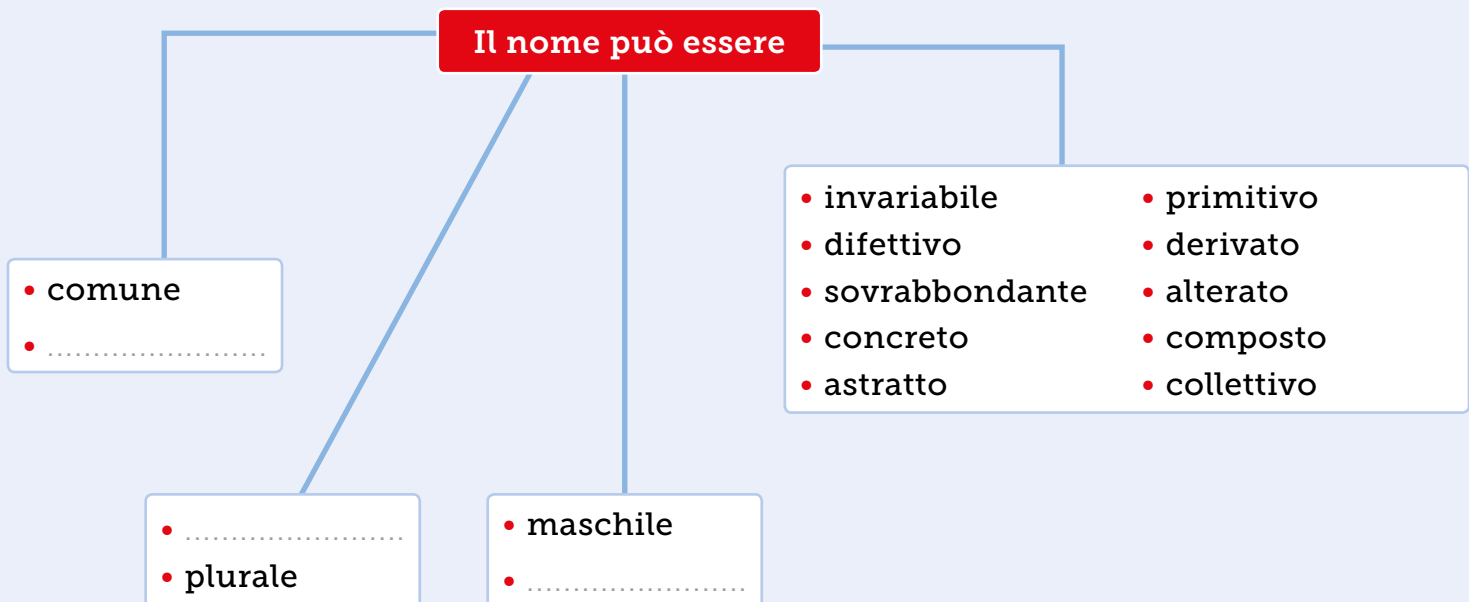 Il nome può essere
• comune
• ........................
• invariabile
• difettivo
• sovrabbondante
• concreto
• astratto
• primitivo
• derivato
• alterato
• composto
• collettivo
• ........................
• plurale
• maschile
• ........................